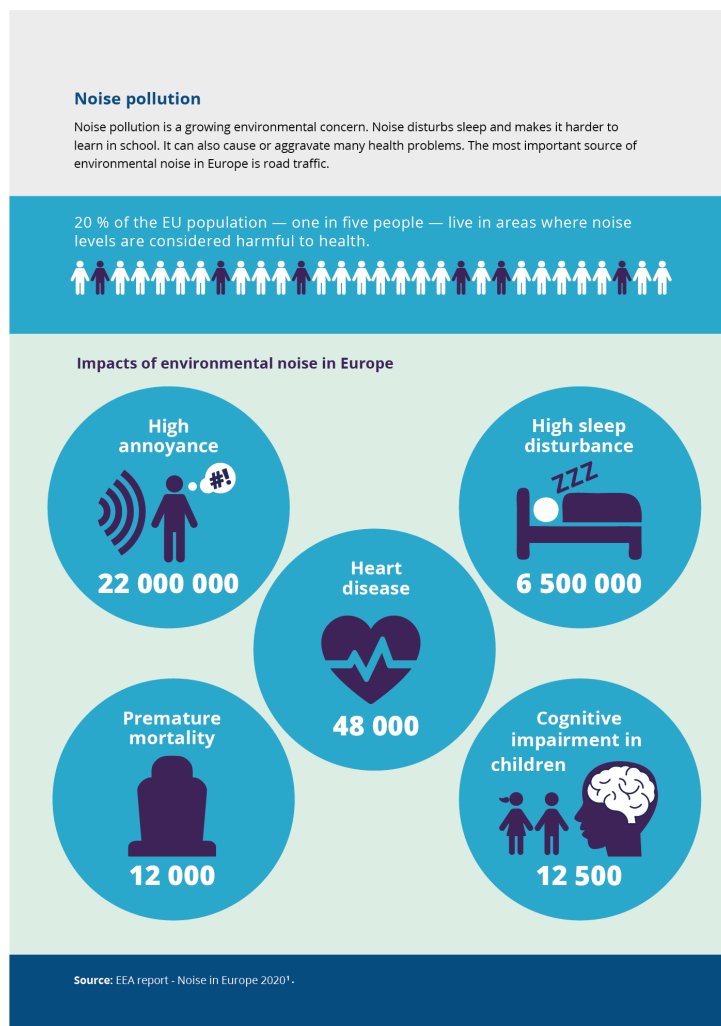 Noise pollution
Noise pollution is a growing environmental concern. Noise disturbs sleep and makes it harder to
learn in school. It can also cause or aggravate many health problems. The most important source of
environmental noise in Europe is road traffic.
20 % of the EU population — one in five people — live in areas where noise
levels are considered harmful to health.
Impacts of environmental noise in Europe
High
annoyance
#!
22 000 000
High sleep
disturbance
ZZZ
6 500 000
Heart
disease
48 000
Premature
mortality
12 000
Cognitive
impairment in
children
12 500
Source: EEA report - Noise in Europe 2020¹.